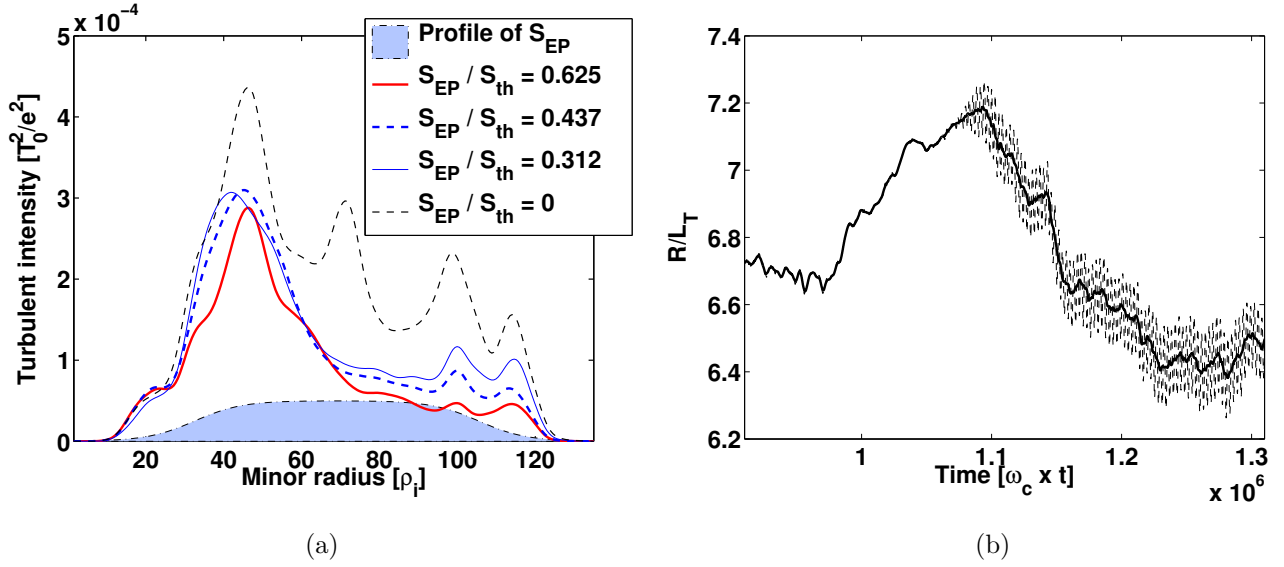 x 10^-4
5
4
3
2
1
0
20
40
60
80
100
120
Turbulent intensity [T_0^2/e^2]
Minor radius [ρ_i]
Profile of S_EP
S_EP / S_th = 0.625
S_EP / S_th = 0.437
S_EP / S_th = 0.312
S_EP / S_th = 0
(a)
7.4
7.2
7
6.8
6.6
6.4
6.2
R/L_T
1
1.1
1.2
1.3
Time [ω_c x t]
x 10^6
(b)